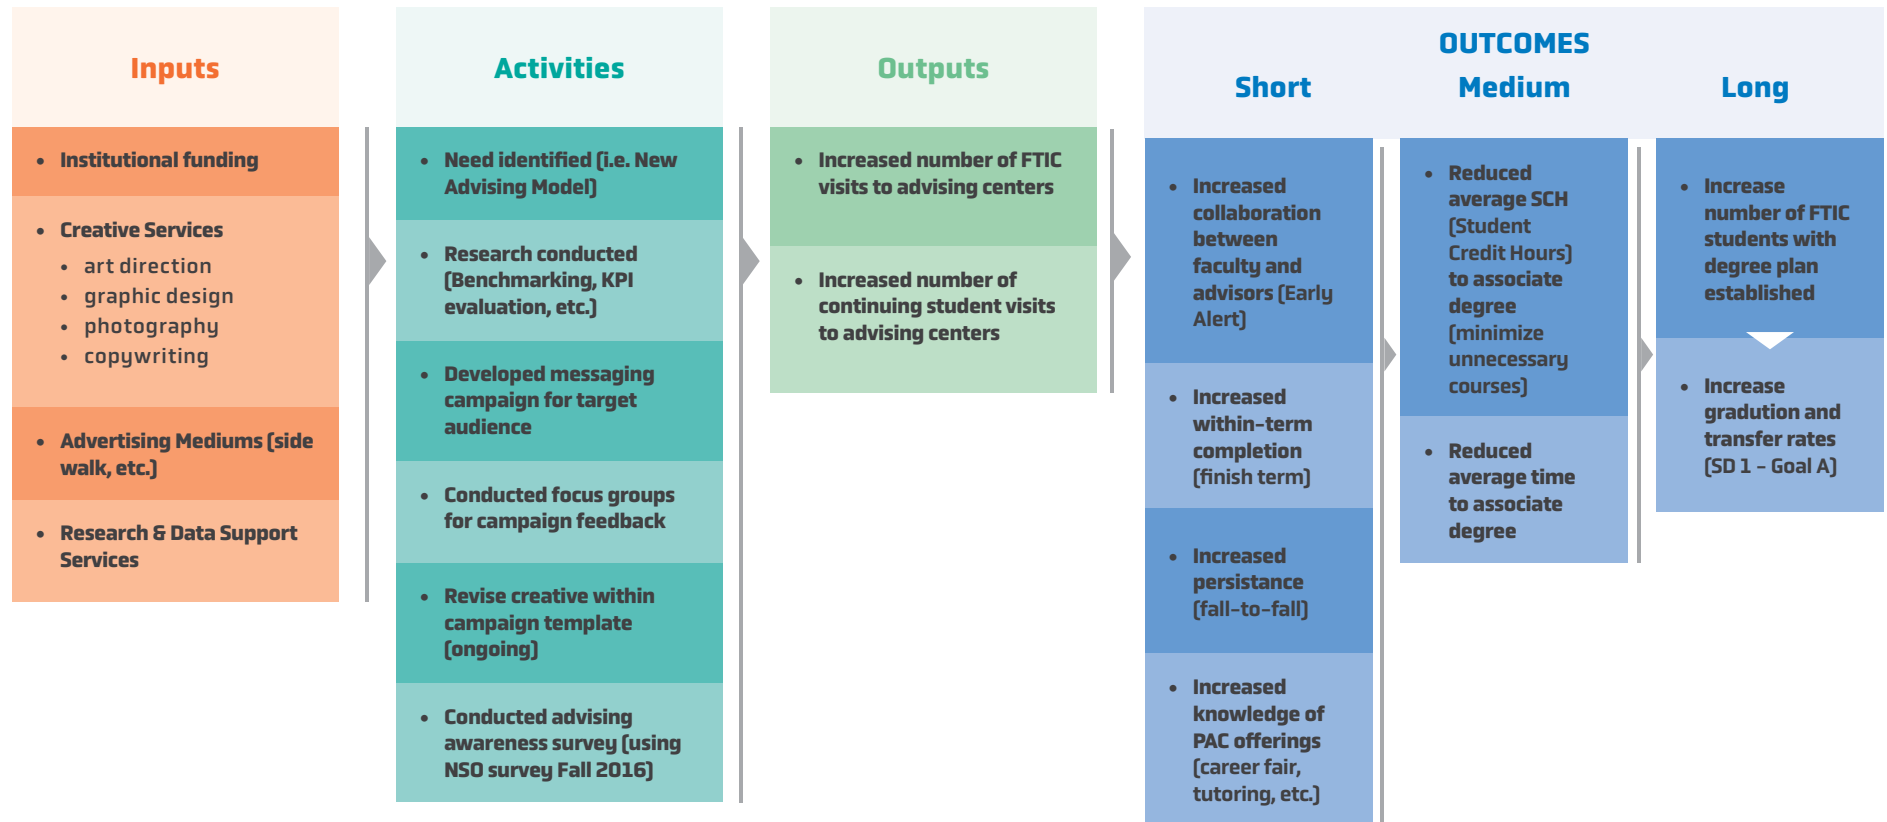 Inputs
• Institutional funding
• Creative Services
• art direction
• graphic design
• photography
• copywriting
• Advertising Mediums (side
walk, etc.)
• Research & Data Support
Services
Activities
• Need identified (i.e. New
Advising Model)
• Research conducted
(Benchmarking, KPI
evaluation, etc.)
• Developed messaging
campaign for target
audience
• Conducted focus groups
for campaign feedback
• Revise creative within
campaign template
(ongoing)
• Conducted advising
awareness survey (using
NSO survey Fall 2016)
Outputs
• Increased number of FTIC
visits to advising centers
• Increased number of
continuing student visits
to advising centers
OUTCOMES
Short
• Increased
collaboration
between
faculty and
advisors (Early
Alert)
• Increased
within-term
completion
(finish term)
• Increased
persistance
(fall-to-fall)
• Increased
knowledge of
PAC offerings
(career fair,
tutoring, etc.)
Medium
• Reduced
average SCH
(Student
Credit Hours)
to associate
degree
(minimize
unnecessary
courses)
• Reduced
average time
to associate
degree
Long
• Increase
number of FTIC
students with
degree plan
established
• Increase
gradution and
transfer rates
(SD 1 - Goal A)